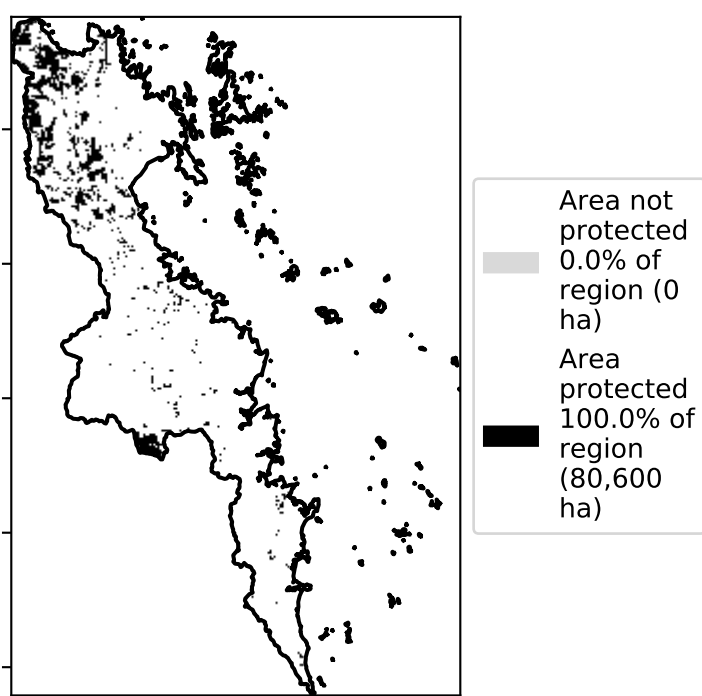 Area not
protected
0.0% of
region (0
ha)
Area
protected
100.0% of
region
(80,600
ha)